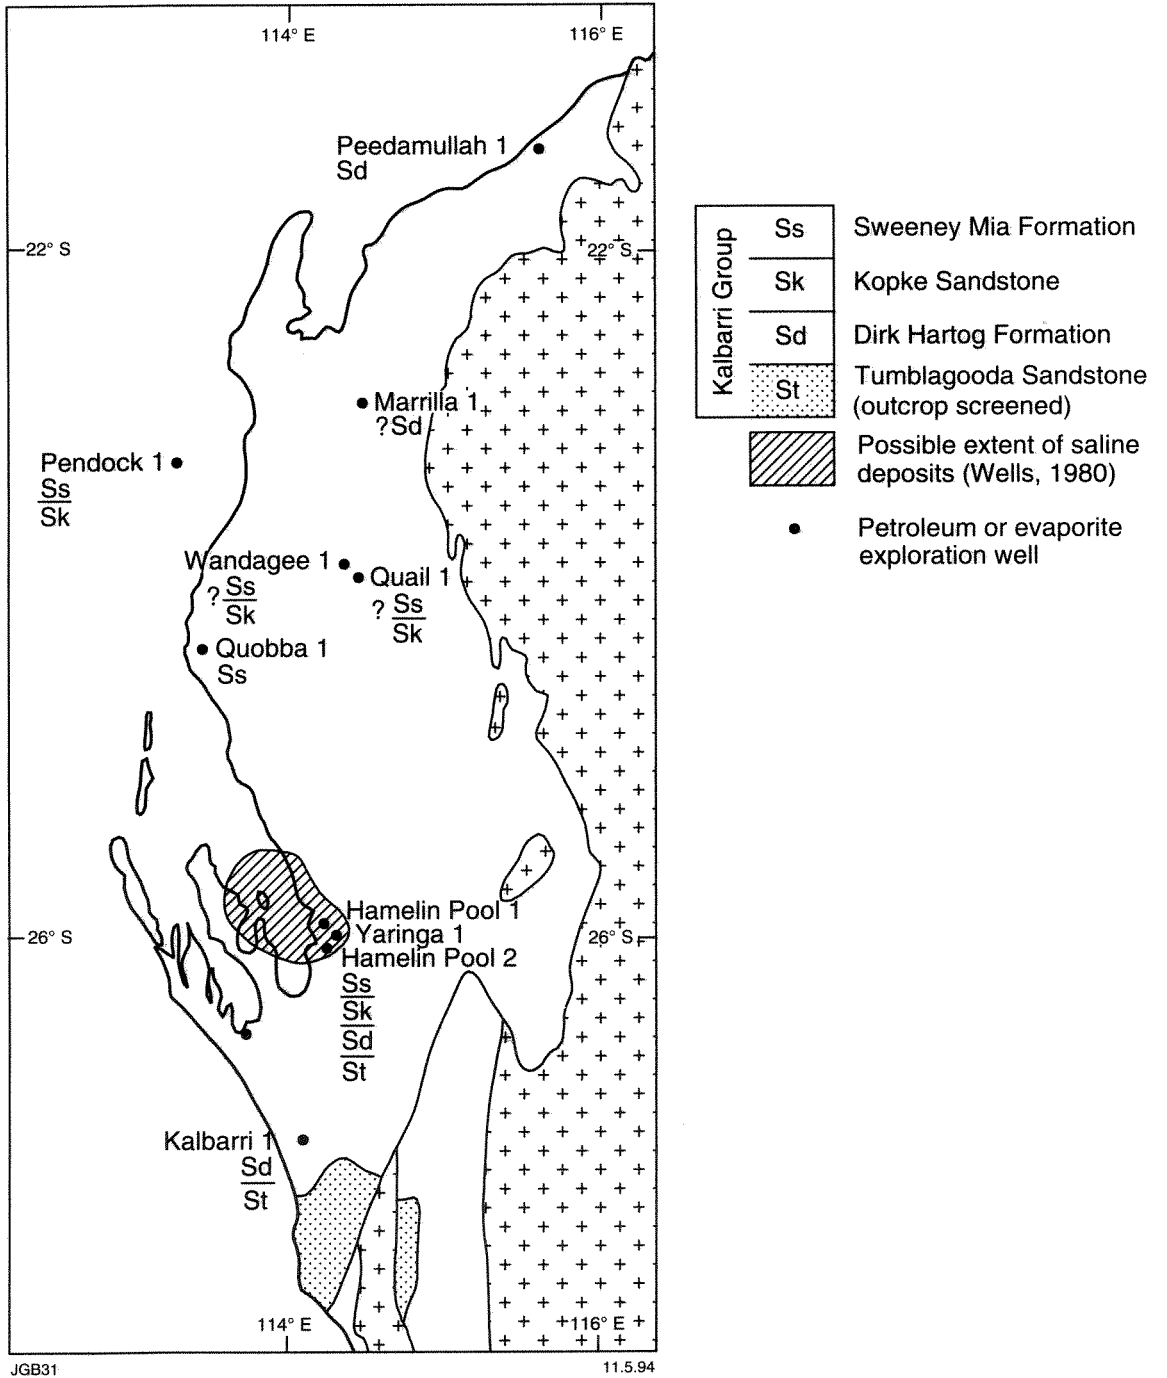 114° E
116° E
Peedamullah 1
Sd
22° S
22° S
Marrilla 1
?Sd
Pendock 1
Ss
Sk
Wandagee 1
? Ss
Sk
Quail 1
? Ss
Sk
Quobba 1
Ss
Hamelin Pool 1
Yaringa 1
26° S
26° S
Hamelin Pool 2
Ss
Sk
Sd
St
Kalbarri 1
Sd
St
114° E
116° E
JGB31
11.5.94
Kalbarri Group
Ss
Sweeney Mia Formation
Sk
Kopke Sandstone
Sd
Dirk Hartog Formation
St
Tumblagooda Sandstone
(outcrop screened)
Possible extent of saline
deposits (Wells, 1980)
Petroleum or evaporite
exploration well